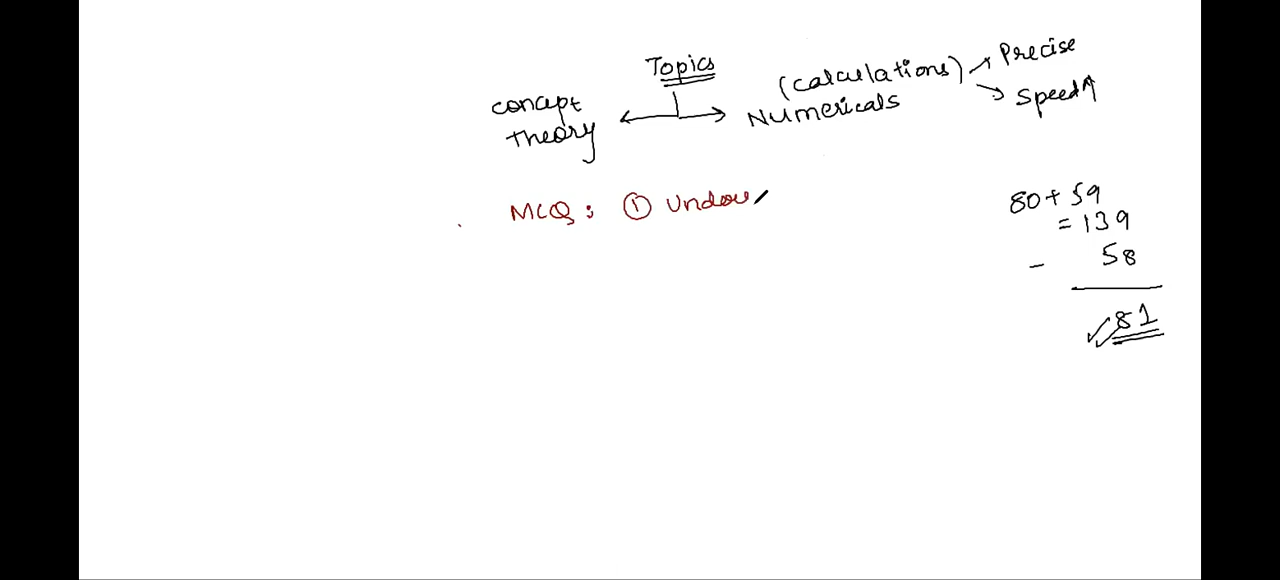 Topics
concept
theory
(calculations)
Numericals
Precise
Speed↑
MCQ: ① Undou
80 + 59
= 139
- 58
81